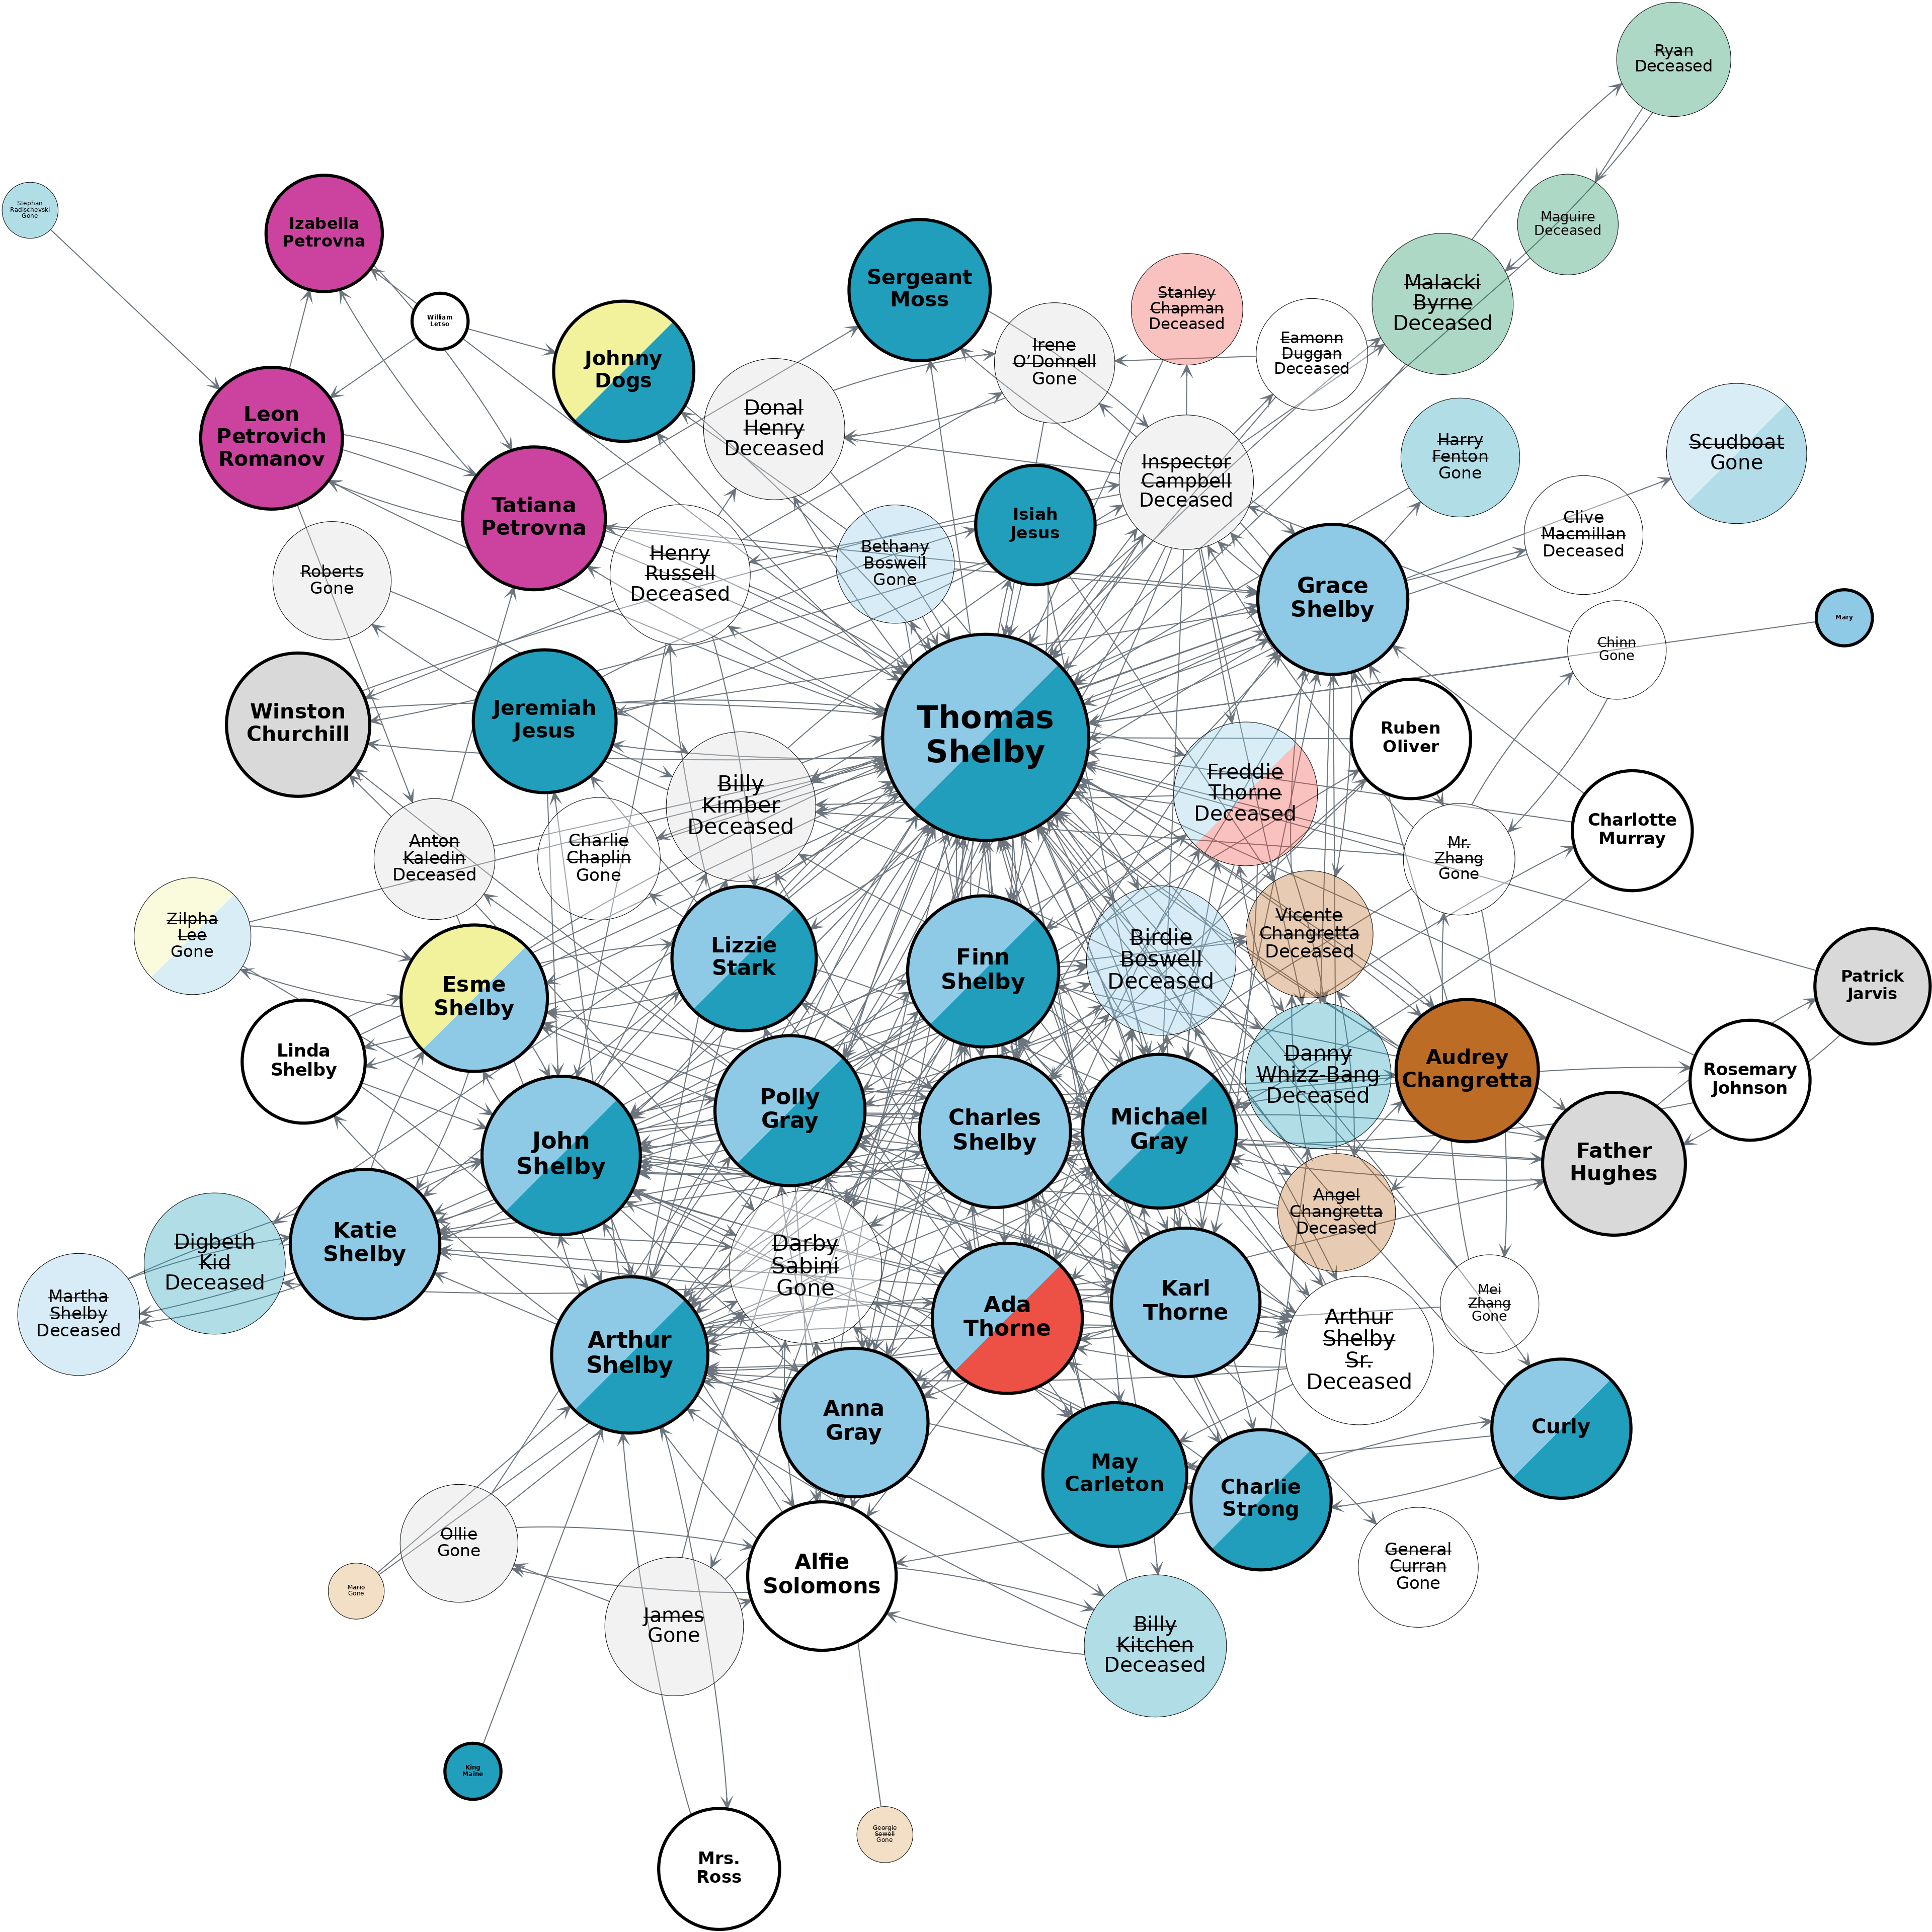 Ryan
Deceased
Stephan
Radischevski
Gone
Izabella
Petrovna
Maguire
Deceased
William
Letso
Sergeant
Moss
Stanley
Chapman
Deceased
Malacki
Byrne
Deceased
Johnny
Dogs
Irene
O’Donnell
Gone
Eamonn
Duggan
Deceased
Leon
Petrovich
Romanov
Donal
Henry
Deceased
Harry
Fenton
Gone
Scudboat
Gone
Inspector
Campbell
Deceased
Tatiana
Petrovna
Isiah
Jesus
Clive
Macmillan
Deceased
Roberts
Gone
Henry
Russell
Deceased
Bethany
Boswell
Gone
Grace
Shelby
Mary
Chinn
Gone
Winston
Churchill
Jeremiah
Jesus
Thomas
Shelby
Ruben
Oliver
Billy
Kimber
Deceased
Freddie
Thorne
Deceased
Charlotte
Murray
Anton
Kaledin
Deceased
Charlie
Chaplin
Gone
Mr.
Zhang
Gone
Zilpha
Lee
Gone
Lizzie
Stark
Finn
Shelby
Birdie
Boswell
Deceased
Vicente
Changretta
Deceased
Patrick
Jarvis
Esme
Shelby
Linda
Shelby
Danny
Whizz-Bang
Deceased
Audrey
Changretta
Rosemary
Johnson
Polly
Gray
Charles
Shelby
Michael
Gray
John
Shelby
Father
Hughes
Angel
Changretta
Deceased
Katie
Shelby
Digbeth
Kid
Deceased
Darby
Sabini
Gone
Martha
Shelby
Deceased
Ada
Thorne
Karl
Thorne
Mei
Zhang
Gone
Arthur
Shelby
Arthur
Shelby
Sr.
Deceased
Anna
Gray
Curly
May
Carleton
Charlie
Strong
Ollie
Gone
Alfie
Solomons
General
Curran
Gone
Mario
Gone
James
Gone
Billy
Kitchen
Deceased
King
Maine
Georgie
Sewell
Gone
Mrs.
Ross